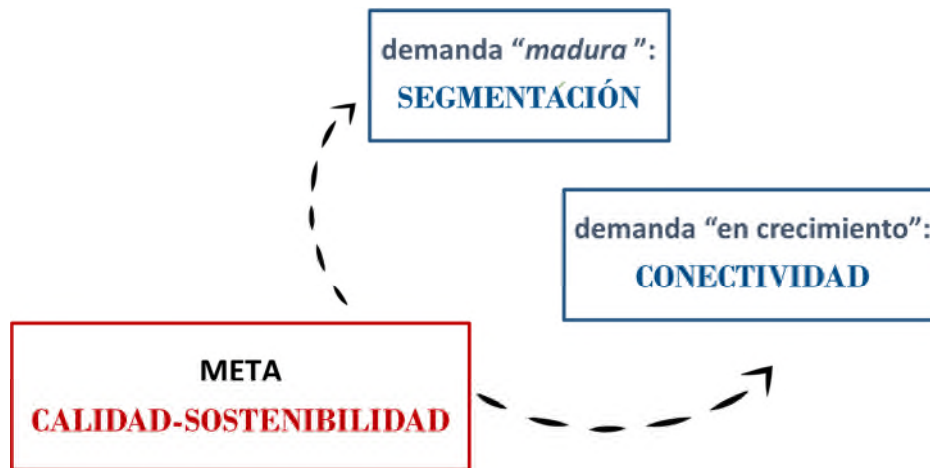 demanda “madura ”:
SEGMENTACIÓN
demanda “en crecimiento”:
CONECTIVIDAD
META
CALIDAD-SOSTENIBILIDAD